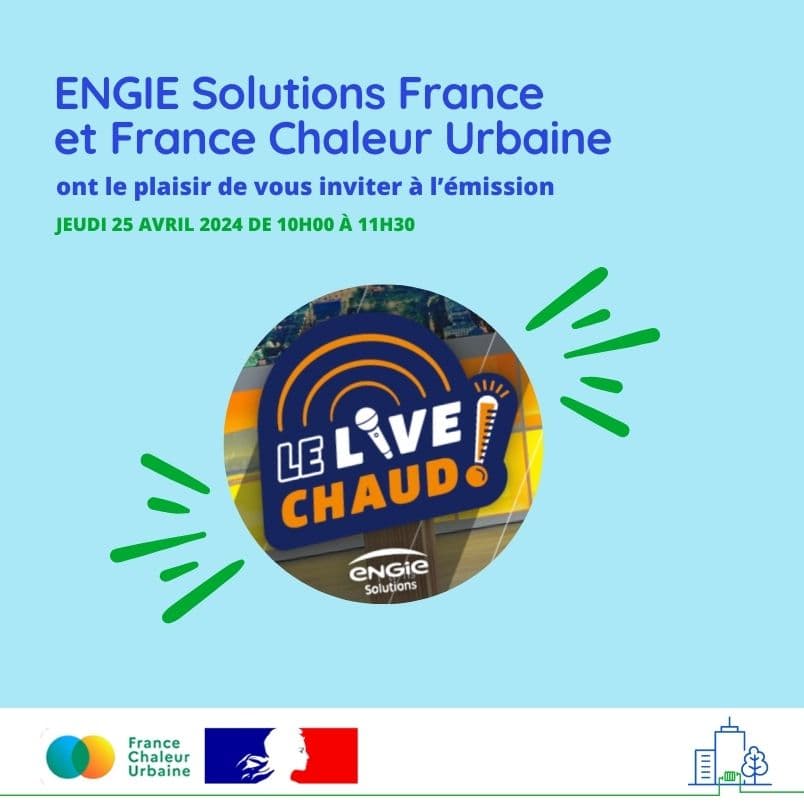 ENGIE Solutions France
et France Chaleur Urbaine
ont le plaisir de vous inviter à l’émission
JEUDI 25 AVRIL 2024 DE 10H00 À 11H30
LE LIVE
CHAUD!
ENGIE
Solutions
France
Chaleur
Urbaine